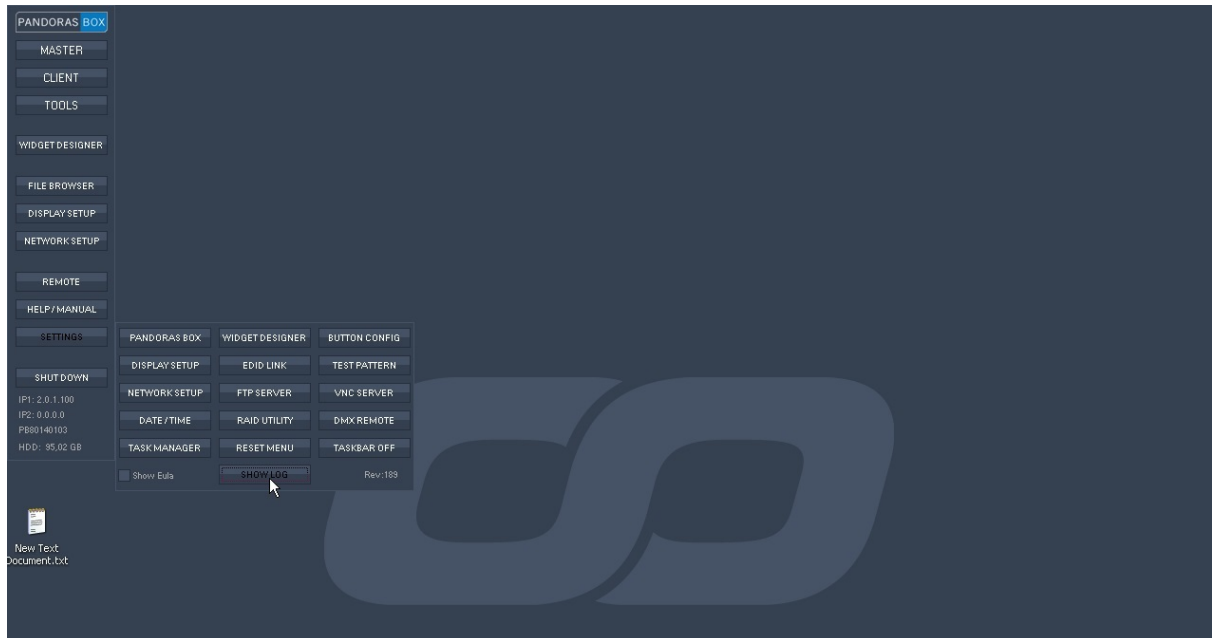 PANDORAS BOX
MASTER
CLIENT
TOOLS
WIDGET DESIGNER
FILE BROWSER
DISPLAY SETUP
NETWORK SETUP
REMOTE
HELP / MANUAL
SETTINGS
SHUT DOWN
IP1: 2.0.1.100
IP2: 0.0.0.0
PB80140103
HDD: 95,02 GB
PANDORAS BOX WIDGET DESIGNER BUTTON CONFIG
DISPLAY SETUP EDID LINK TEST PATTERN
NETWORK SETUP FTP SERVER VNC SERVER
DATE / TIME RAID UTILITY DMX REMOTE
TASK MANAGER RESET MENU TASKBAR OFF
Show Eula SHOW LOG Rev:189
New Text
Document.txt